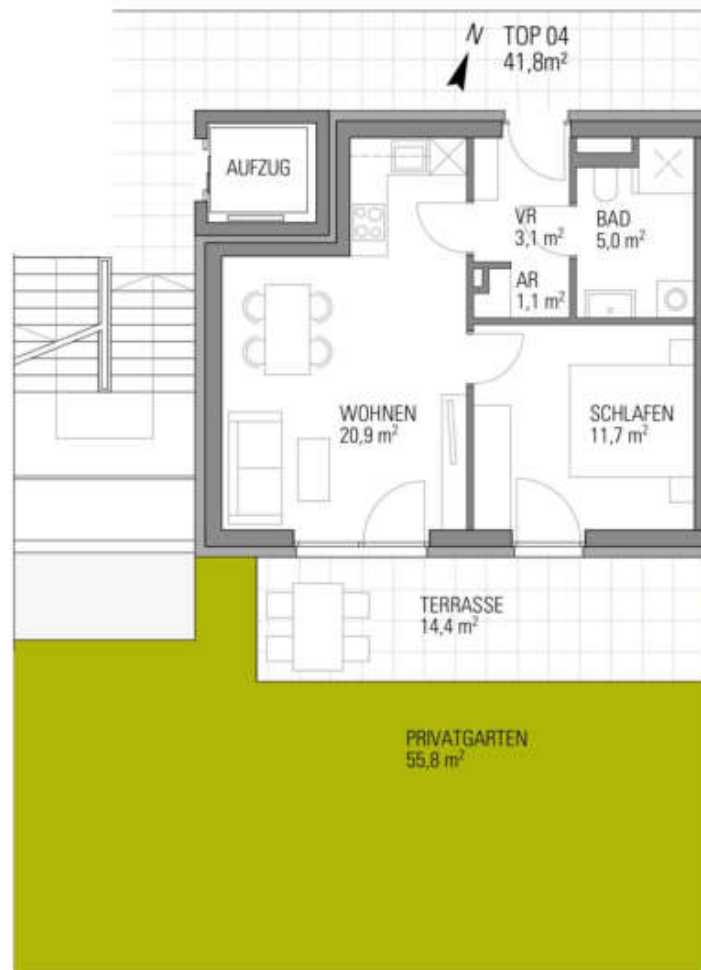 N
TOP 04
41,8m²
AUFZUG
VR
3,1 m²
BAD
5,0 m²
AR
1,1 m²
WOHNEN
20,9 m²
SCHLAFEN
11,7 m²
TERRASSE
14,4 m²
PRIVATGARTEN
55,8 m²